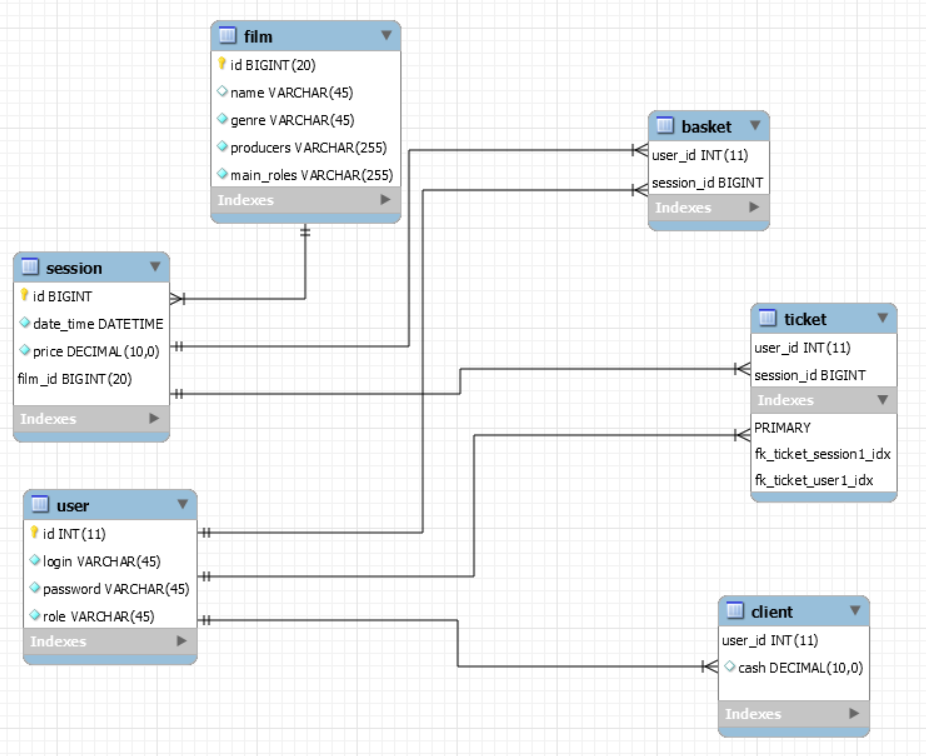 film
id BIGINT(20)
name VARCHAR(45)
genre VARCHAR(45)
producers VARCHAR(255)
main_roles VARCHAR(255)
Indexes
basket
user_id INT(11)
session_id BIGINT
Indexes
session
id BIGINT
date_time DATETIME
price DECIMAL(10,0)
film_id BIGINT(20)
Indexes
ticket
user_id INT(11)
session_id BIGINT
Indexes
PRIMARY
fk_ticket_session1_idx
fk_ticket_user1_idx
user
id INT(11)
login VARCHAR(45)
password VARCHAR(45)
role VARCHAR(45)
Indexes
client
user_id INT(11)
cash DECIMAL(10,0)
Indexes